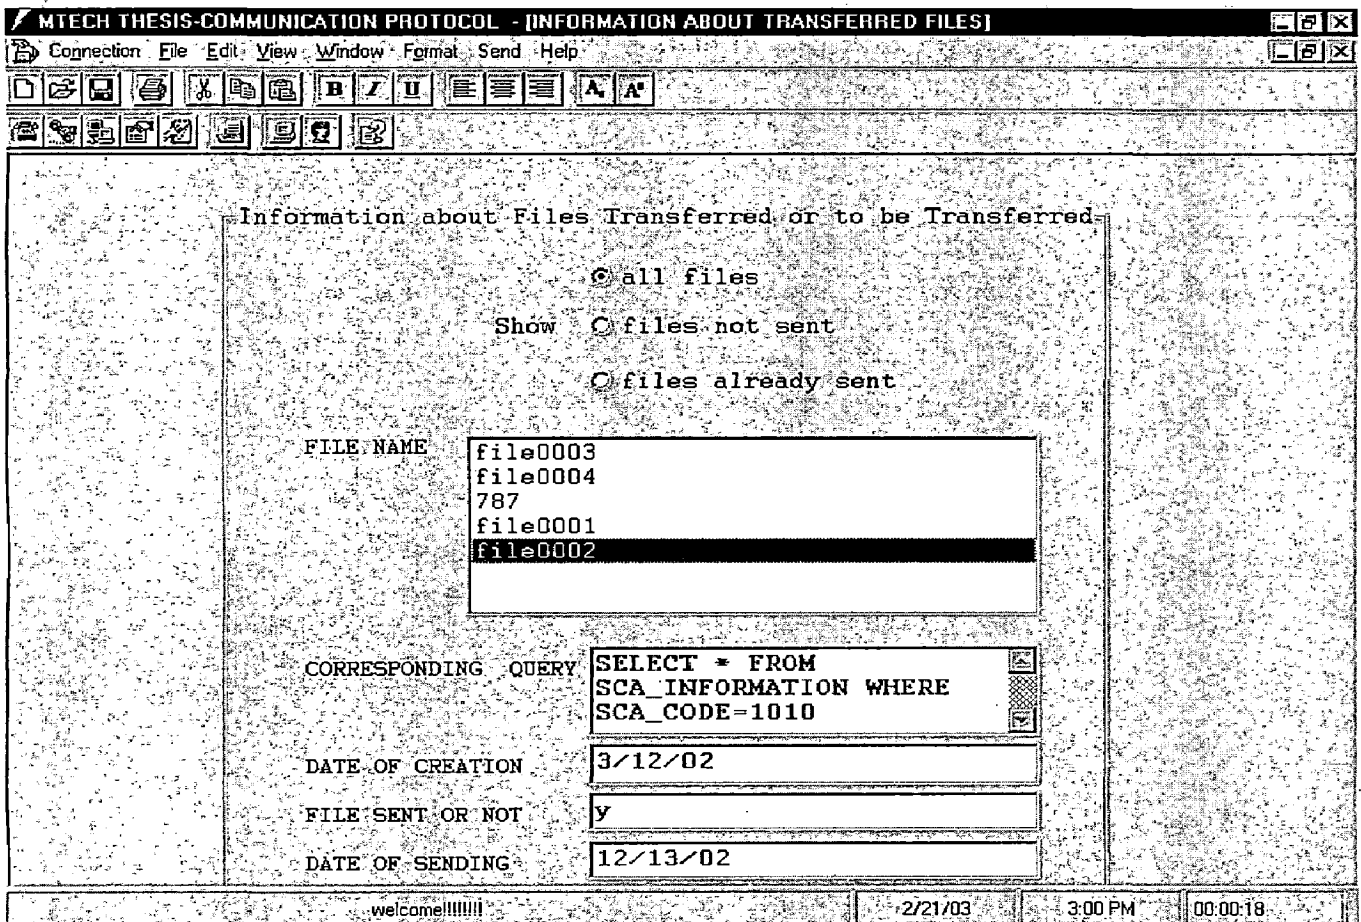 MTECH THESIS-COMMUNICATION PROTOCOL - [INFORMATION ABOUT TRANSFERRED FILES]
Connection File Edit View Window Format Send Help
B I U A A
Information about Files Transferred or to be Transferred
all files
Show files not sent
files already sent
FILE NAME
file0003
file0004
787
file0001
file0002
CORRESPONDING QUERY
SELECT * FROM
SCA_INFORMATION WHERE
SCA_CODE=1010
DATE OF CREATION 3/12/02
FILE SENT OR NOT y
DATE OF SENDING 12/13/02
welcome!!!!!!! 2/21/03 3:00 PM 00:00:18